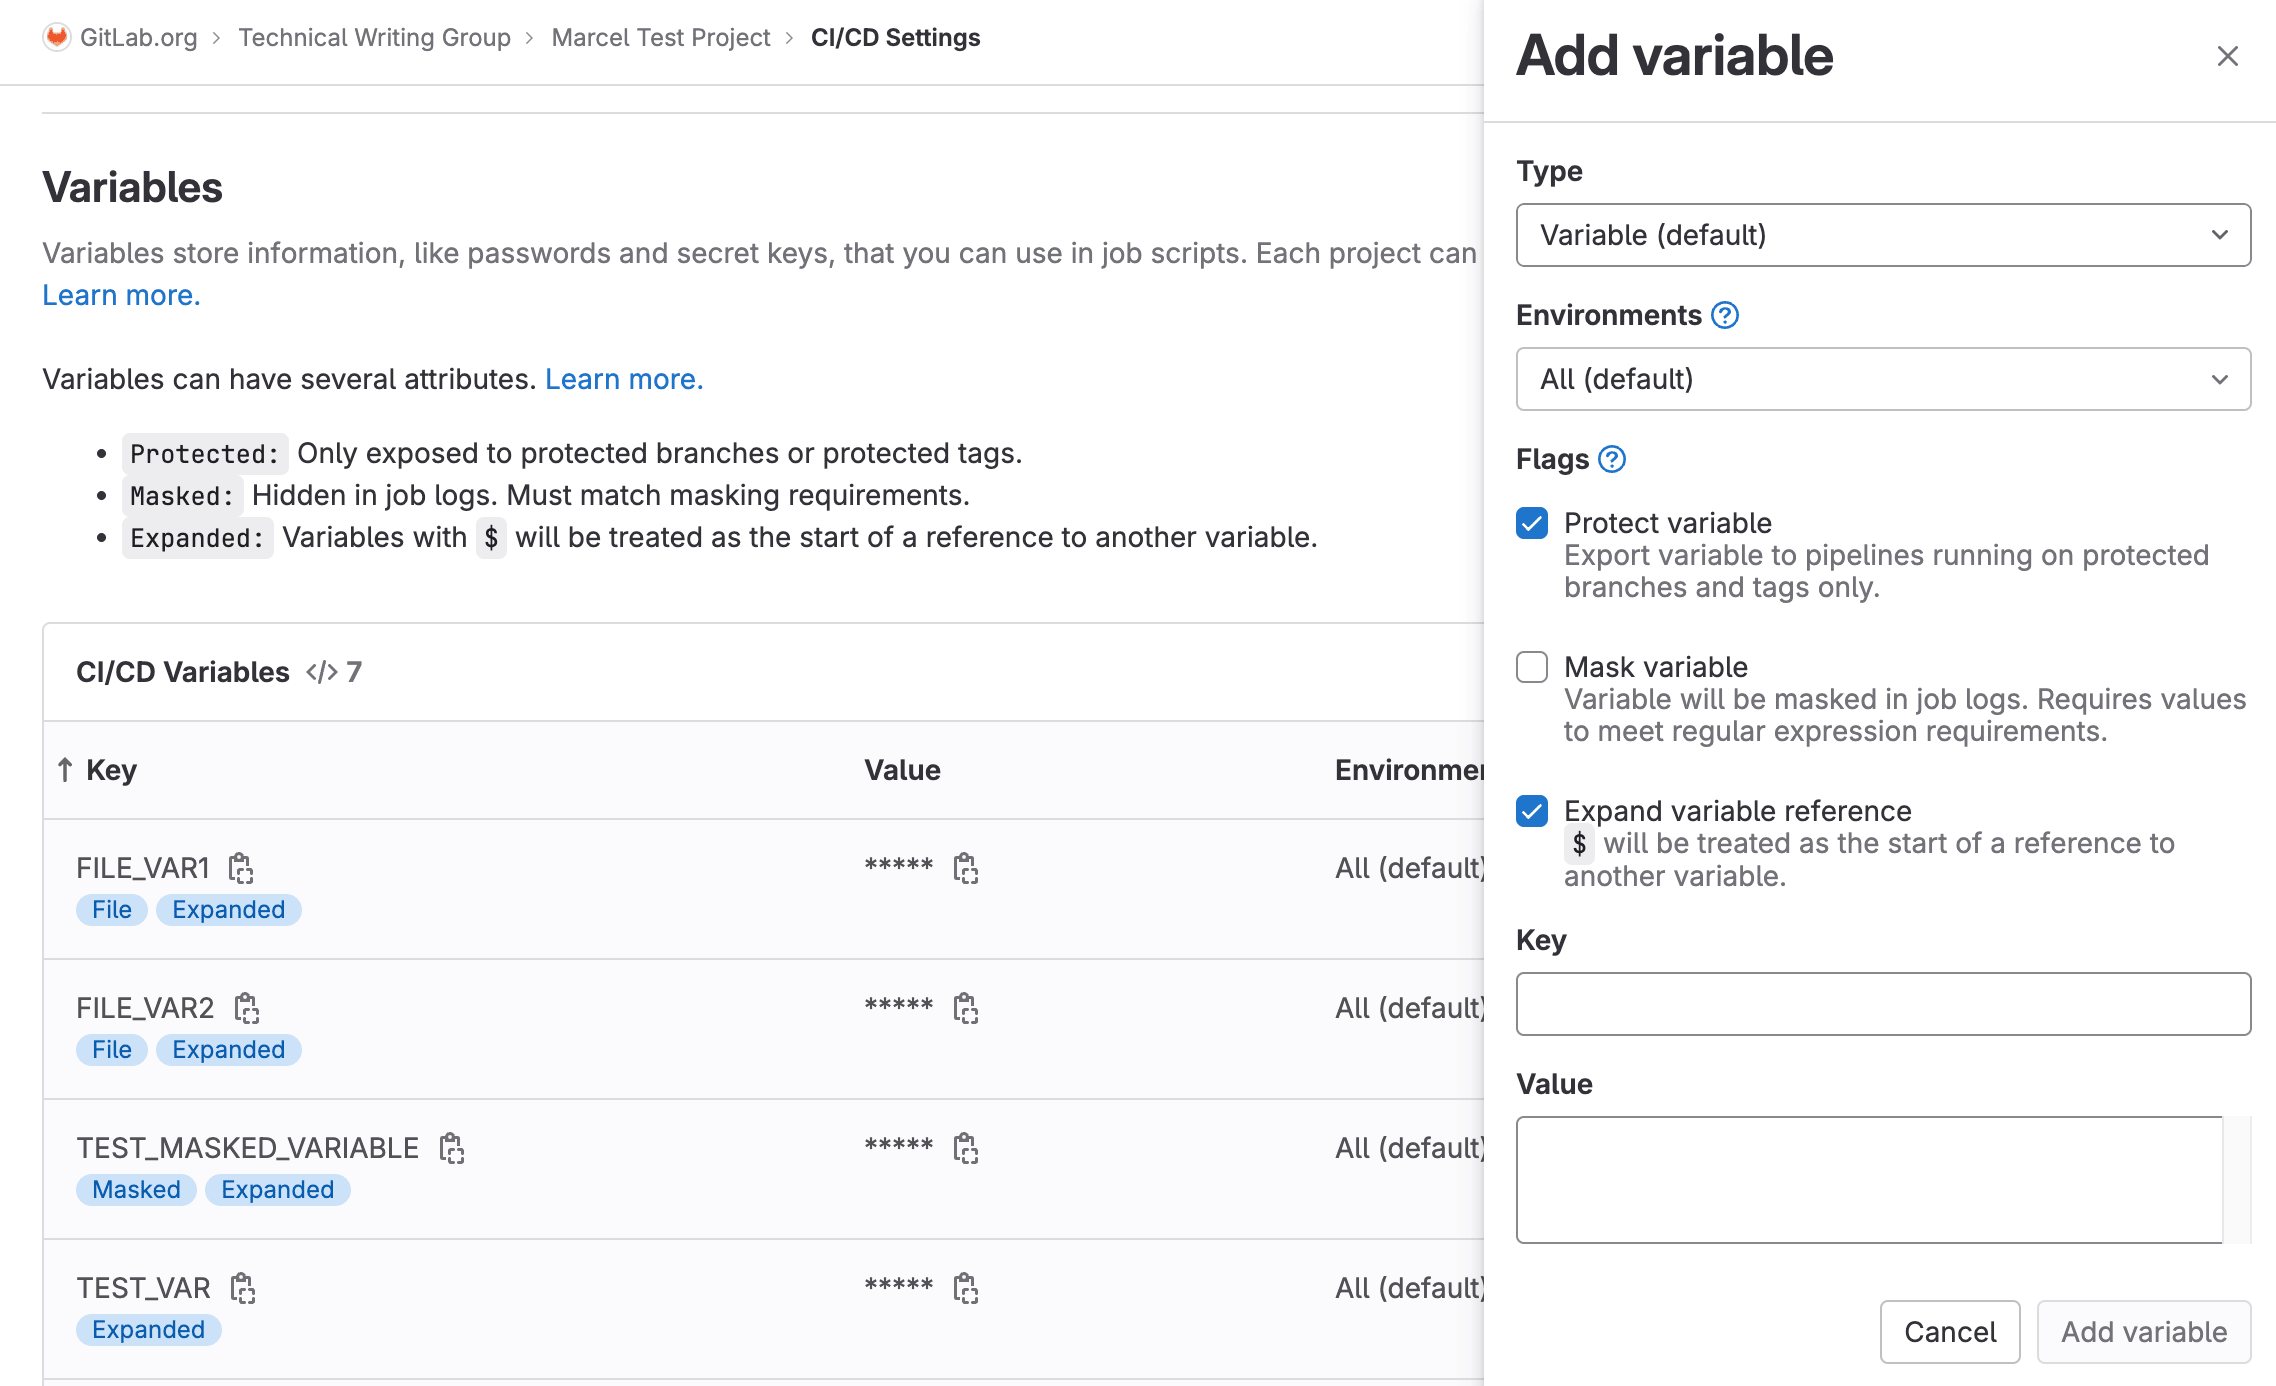 GitLab.org > Technical Writing Group > Marcel Test Project > CI/CD Settings
Variables
Variables store information, like passwords and secret keys, that you can use in job scripts. Each project can
Learn more.
Variables can have several attributes. Learn more.
• Protected: Only exposed to protected branches or protected tags.
• Masked: Hidden in job logs. Must match masking requirements.
• Expanded: Variables with $ will be treated as the start of a reference to another variable.
CI/CD Variables </> 7
↑ Key Value Environmen
FILE_VAR1 ***** All (default)
File Expanded
FILE_VAR2 ***** All (default)
File Expanded
TEST_MASKED_VARIABLE ***** All (default)
Masked Expanded
TEST_VAR ***** All (default)
Expanded
Add variable
Type
Variable (default)
Environments
All (default)
Flags
Protect variable
Export variable to pipelines running on protected
branches and tags only.
Mask variable
Variable will be masked in job logs. Requires values
to meet regular expression requirements.
Expand variable reference
$ will be treated as the start of a reference to
another variable.
Key
Value
Cancel Add variable